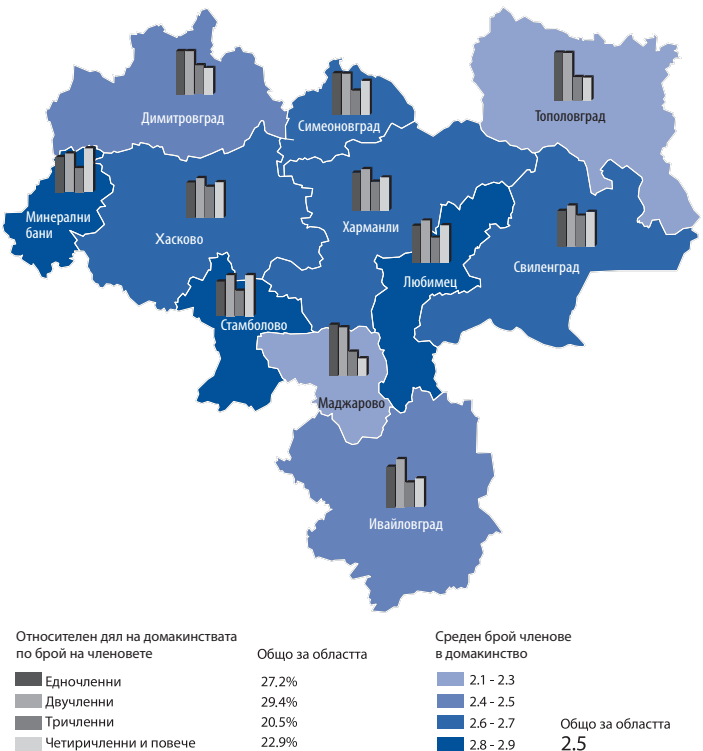 Димитровград
Симеоновград
Тополовград
Минерални
бани
Хасково
Харманли
Любимец
Свиленград
Стамболово
Маджарово
Ивайловград
Относителен дял на домакинствата
по брой на членовете
Общо за областта
Едночленни 27.2%
Двучленни 29.4%
Тричленни 20.5%
Четиричленни и повече 22.9%
Среден брой членове
в домакинство
2.1 - 2.3
2.4 - 2.5
2.6 - 2.7
2.8 - 2.9
Общо за областта
2.5